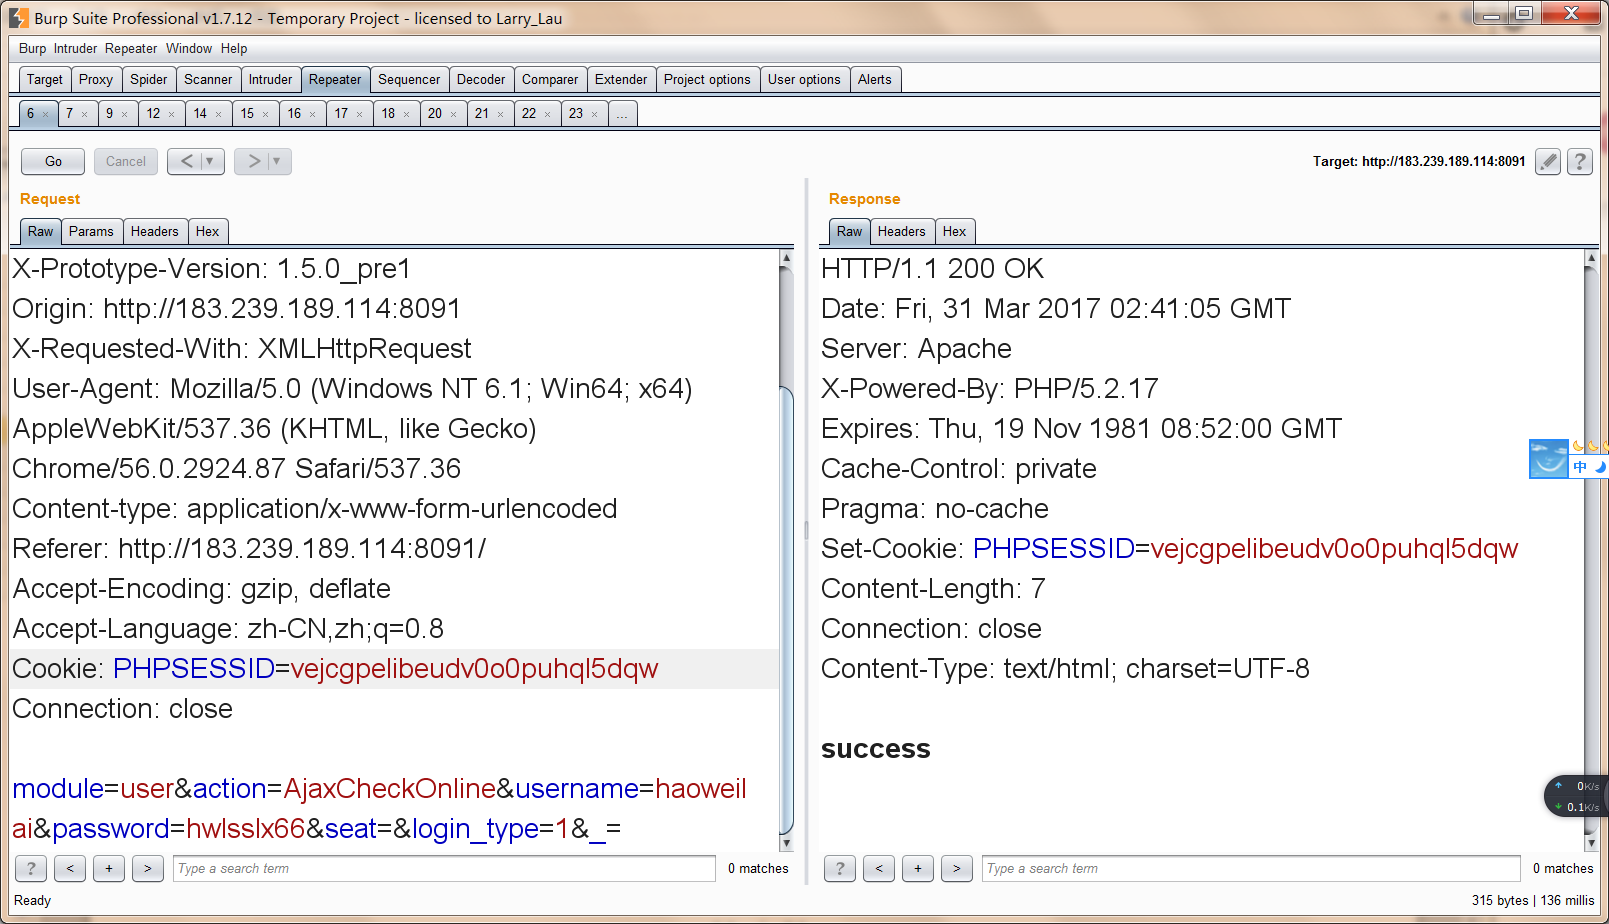 Burp Suite Professional v1.7.12 - Temporary Project - licensed to Larry_Lau
Burp Intruder Repeater Window Help
Target Proxy Spider Scanner Intruder Repeater Sequencer Decoder Comparer Extender Project options User options Alerts
6 × 7 × 9 × 12 × 14 × 15 × 16 × 17 × 18 × 20 × 21 × 22 × 23 × ...
Go Cancel < ▼ > ▼ Target: http://183.239.189.114:8091 ?
Request
Raw Params Headers Hex
X-Prototype-Version: 1.5.0_pre1
Origin: http://183.239.189.114:8091
X-Requested-With: XMLHttpRequest
User-Agent: Mozilla/5.0 (Windows NT 6.1; Win64; x64)
AppleWebKit/537.36 (KHTML, like Gecko)
Chrome/56.0.2924.87 Safari/537.36
Content-type: application/x-www-form-urlencoded
Referer: http://183.239.189.114:8091/
Accept-Encoding: gzip, deflate
Accept-Language: zh-CN,zh;q=0.8
Cookie: PHPSESSID=vejcgpelibeudv0o0puhql5dqw
Connection: close
module=user&action=AjaxCheckOnline&username=haoweil
ai&password=hwlsslx66&seat=&login_type=1&_=
? < + > Type a search term 0 matches
Response
Raw Headers Hex
HTTP/1.1 200 OK
Date: Fri, 31 Mar 2017 02:41:05 GMT
Server: Apache
X-Powered-By: PHP/5.2.17
Expires: Thu, 19 Nov 1981 08:52:00 GMT
Cache-Control: private
Pragma: no-cache
Set-Cookie: PHPSESSID=vejcgpelibeudv0o0puhql5dqw
Content-Length: 7
Connection: close
Content-Type: text/html; charset=UTF-8
success
? < + > Type a search term 0 matches
中
0K/s
0.1K/s
Ready
315 bytes | 136 millis